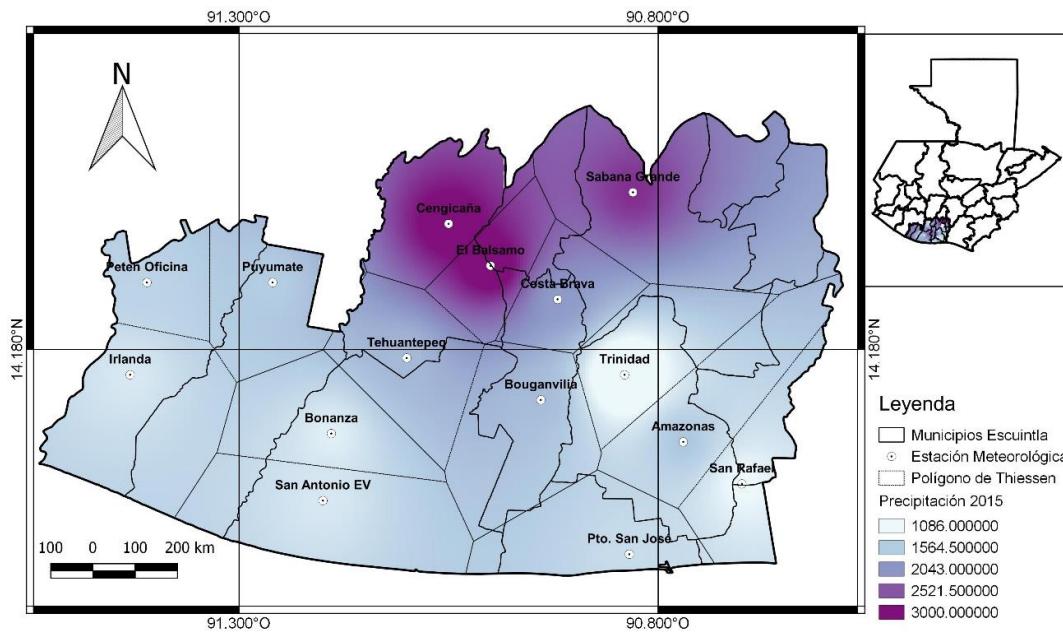 91.300°O
90.800°O
N
Sabana Grande
Cengicaña
El Balsamo
Peten Oficina
Puyumate
Costa Brava
14.180°N
Tehuantepeq
Irlanda
Trinidad
14.180°N
Bouganvilia
Bonanza
Amazonas
San Rafael
San Antonio EV
Pto. San José
100 0 100 200 km
91.300°O
90.800°O
Leyenda
Municipios Escuintla
Estación Meteorológica
Polígono de Thiessen
Precipitación 2015
1086.000000
1564.500000
2043.000000
2521.500000
3000.000000